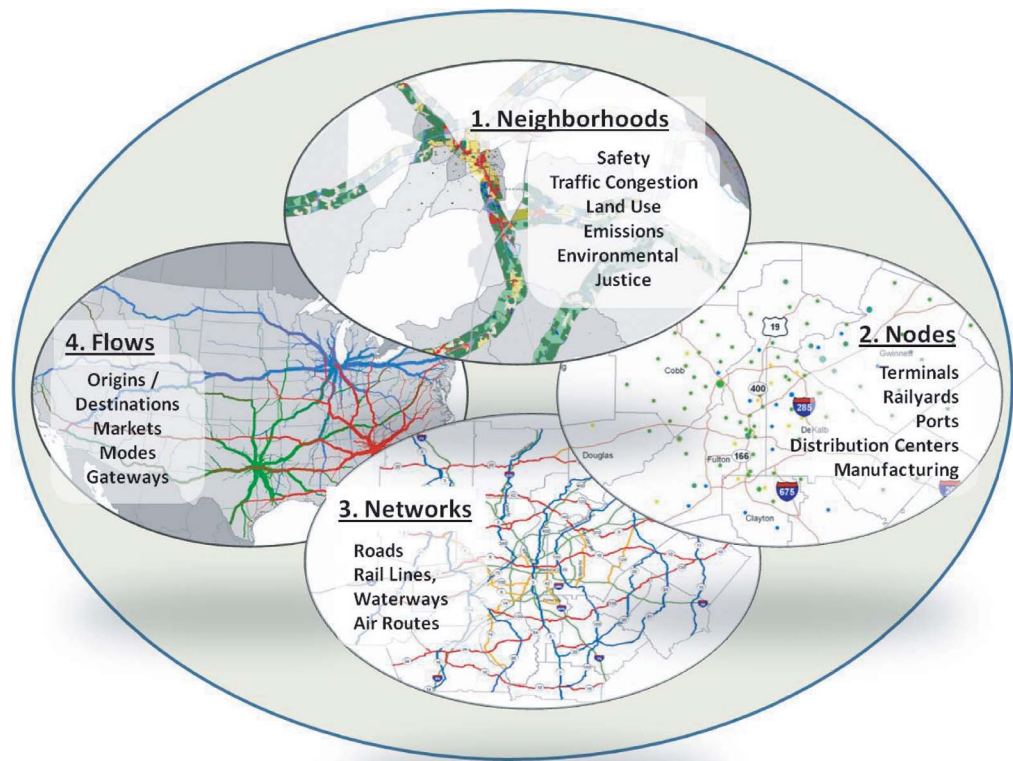 1. Neighborhoods
Safety
Traffic Congestion
Land Use
Emissions
Environmental
Justice
2. Nodes
Terminals
Railyards
Ports
Distribution Centers
Manufacturing
19
Gwinnett
Cobb
400
285
DeKalb
Douglas
Fulton
166
675
Clayton
3. Networks
Roads
Rail Lines,
Waterways
Air Routes
4. Flows
Origins /
Destinations
Markets
Modes
Gateways